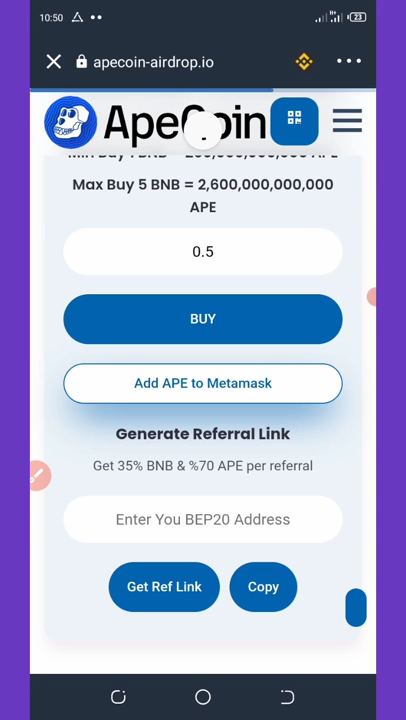 10:50
23
apecoin-airdrop.io
ApeCoin
Max Buy 5 BNB = 2,600,000,000,000
APE
0.5
BUY
Add APE to Metamask
Generate Referral Link
Get 35% BNB & %70 APE per referral
Enter You BEP20 Address
Get Ref Link
Copy